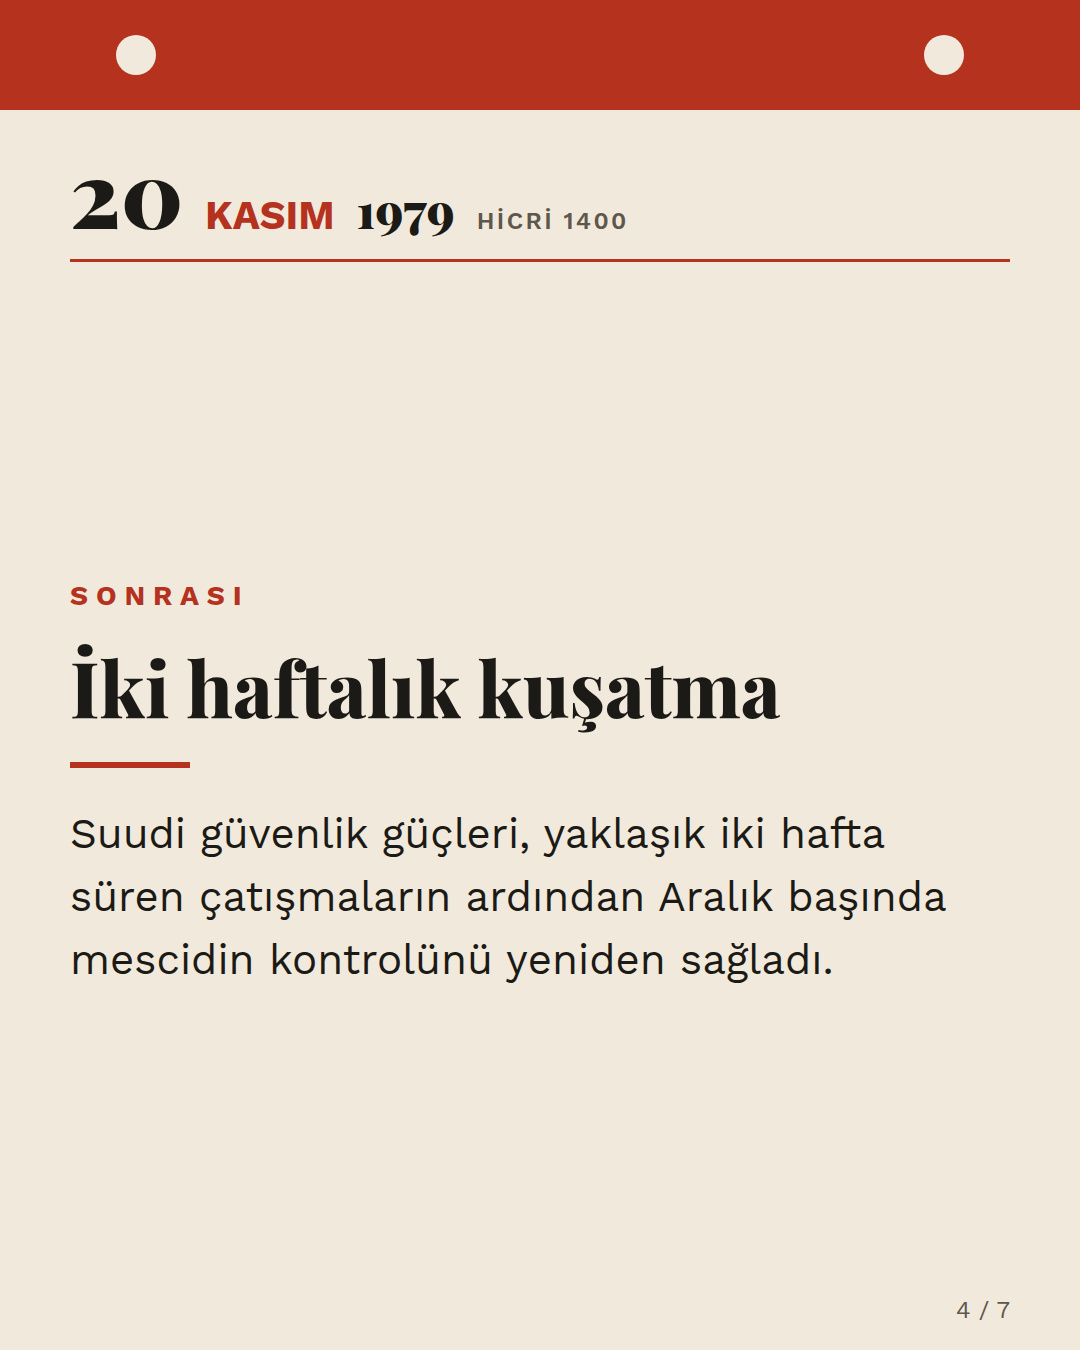 20 KASIM 1979 HİCRİ 1400
SONRASI
İki haftalık kuşatma
Suudi güvenlik güçleri, yaklaşık iki hafta
süren çatışmaların ardından Aralık başında
mescidin kontrolünü yeniden sağladı.
4 / 7